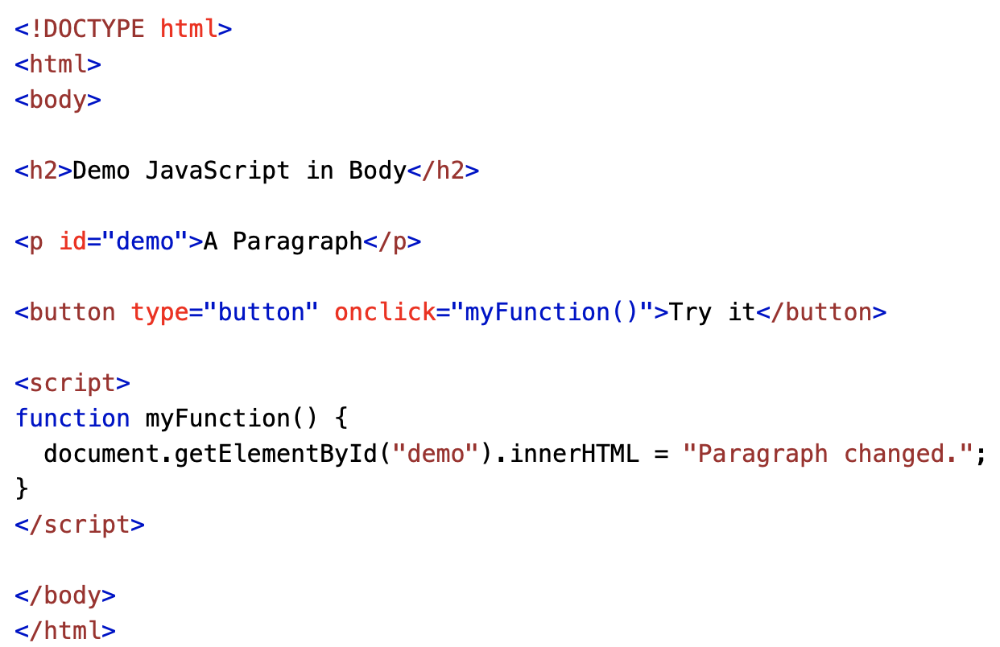 <!DOCTYPE html>
<html>
<body>

<h2>Demo JavaScript in Body</h2>

<p id="demo">A Paragraph</p>

<button type="button" onclick="myFunction()">Try it</button>

<script>
function myFunction() {
  document.getElementById("demo").innerHTML = "Paragraph changed.";
}
</script>

</body>
</html>